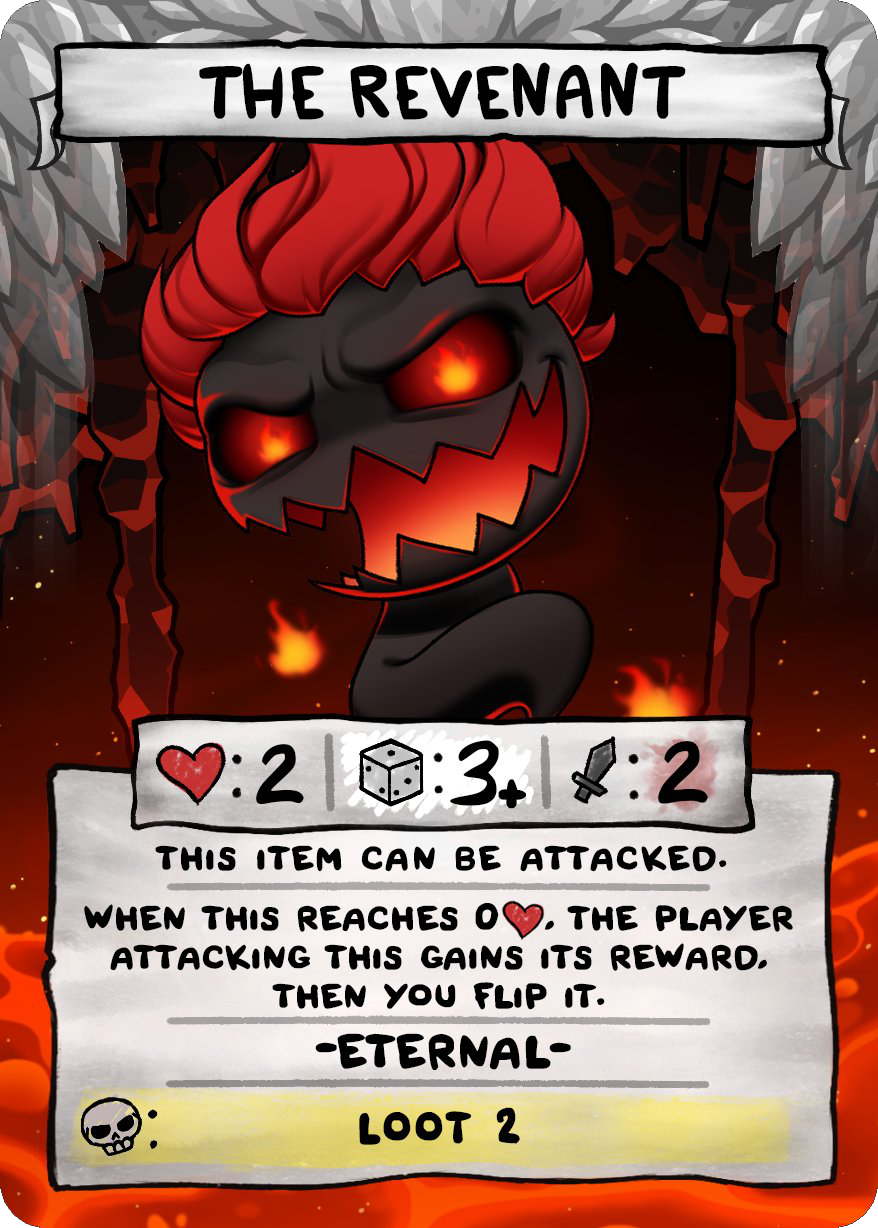 THE REVENANT
: 2 : 3+ : 2
THIS ITEM CAN BE ATTACKED.
WHEN THIS REACHES 0, THE PLAYER
ATTACKING THIS GAINS ITS REWARD,
THEN YOU FLIP IT.
-ETERNAL-
: LOOT 2